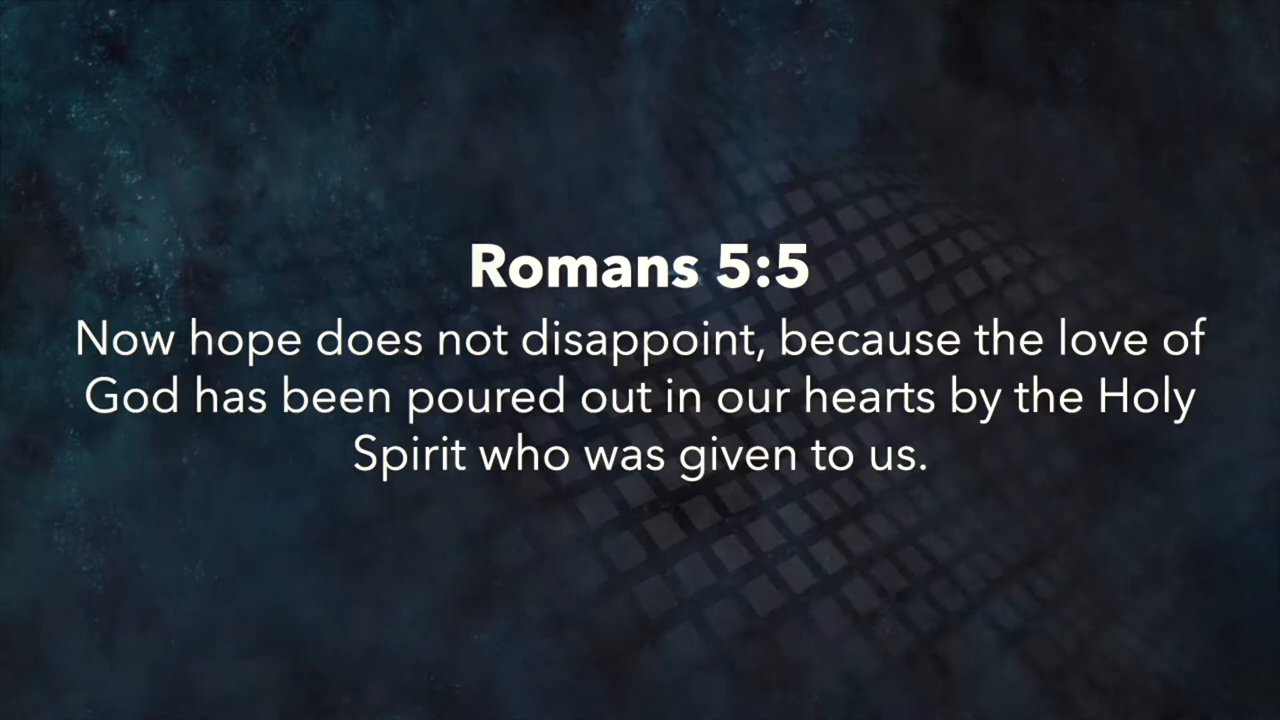 Romans 5:5
Now hope does not disappoint, because the love of
God has been poured out in our hearts by the Holy
Spirit who was given to us.